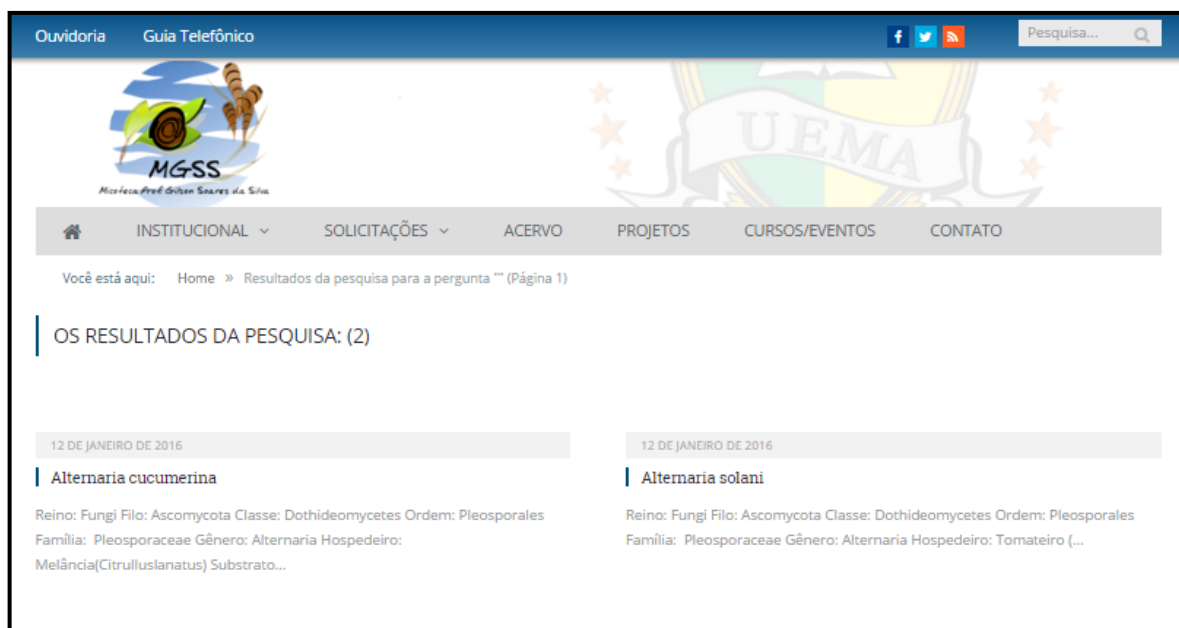 Ouvidoria Guia Telefônico Pesquisa...
UEMA
MGSS
Micoteca Prof. Gilson Soares da Silva
INSTITUCIONAL SOLICITAÇÕES ACERVO PROJETOS CURSOS/EVENTOS CONTATO
Você está aqui: Home » Resultados da pesquisa para a pergunta "" (Página 1)
OS RESULTADOS DA PESQUISA: (2)
12 DE JANEIRO DE 2016
Alternaria cucumerina
Reino: Fungi Filo: Ascomycota Classe: Dothideomycetes Ordem: Pleosporales
Família: Pleosporaceae Gênero: Alternaria Hospedeiro:
Melância(Citrulluslanatus) Substrato...
12 DE JANEIRO DE 2016
Alternaria solani
Reino: Fungi Filo: Ascomycota Classe: Dothideomycetes Ordem: Pleosporales
Família: Pleosporaceae Gênero: Alternaria Hospedeiro: Tomateiro (...